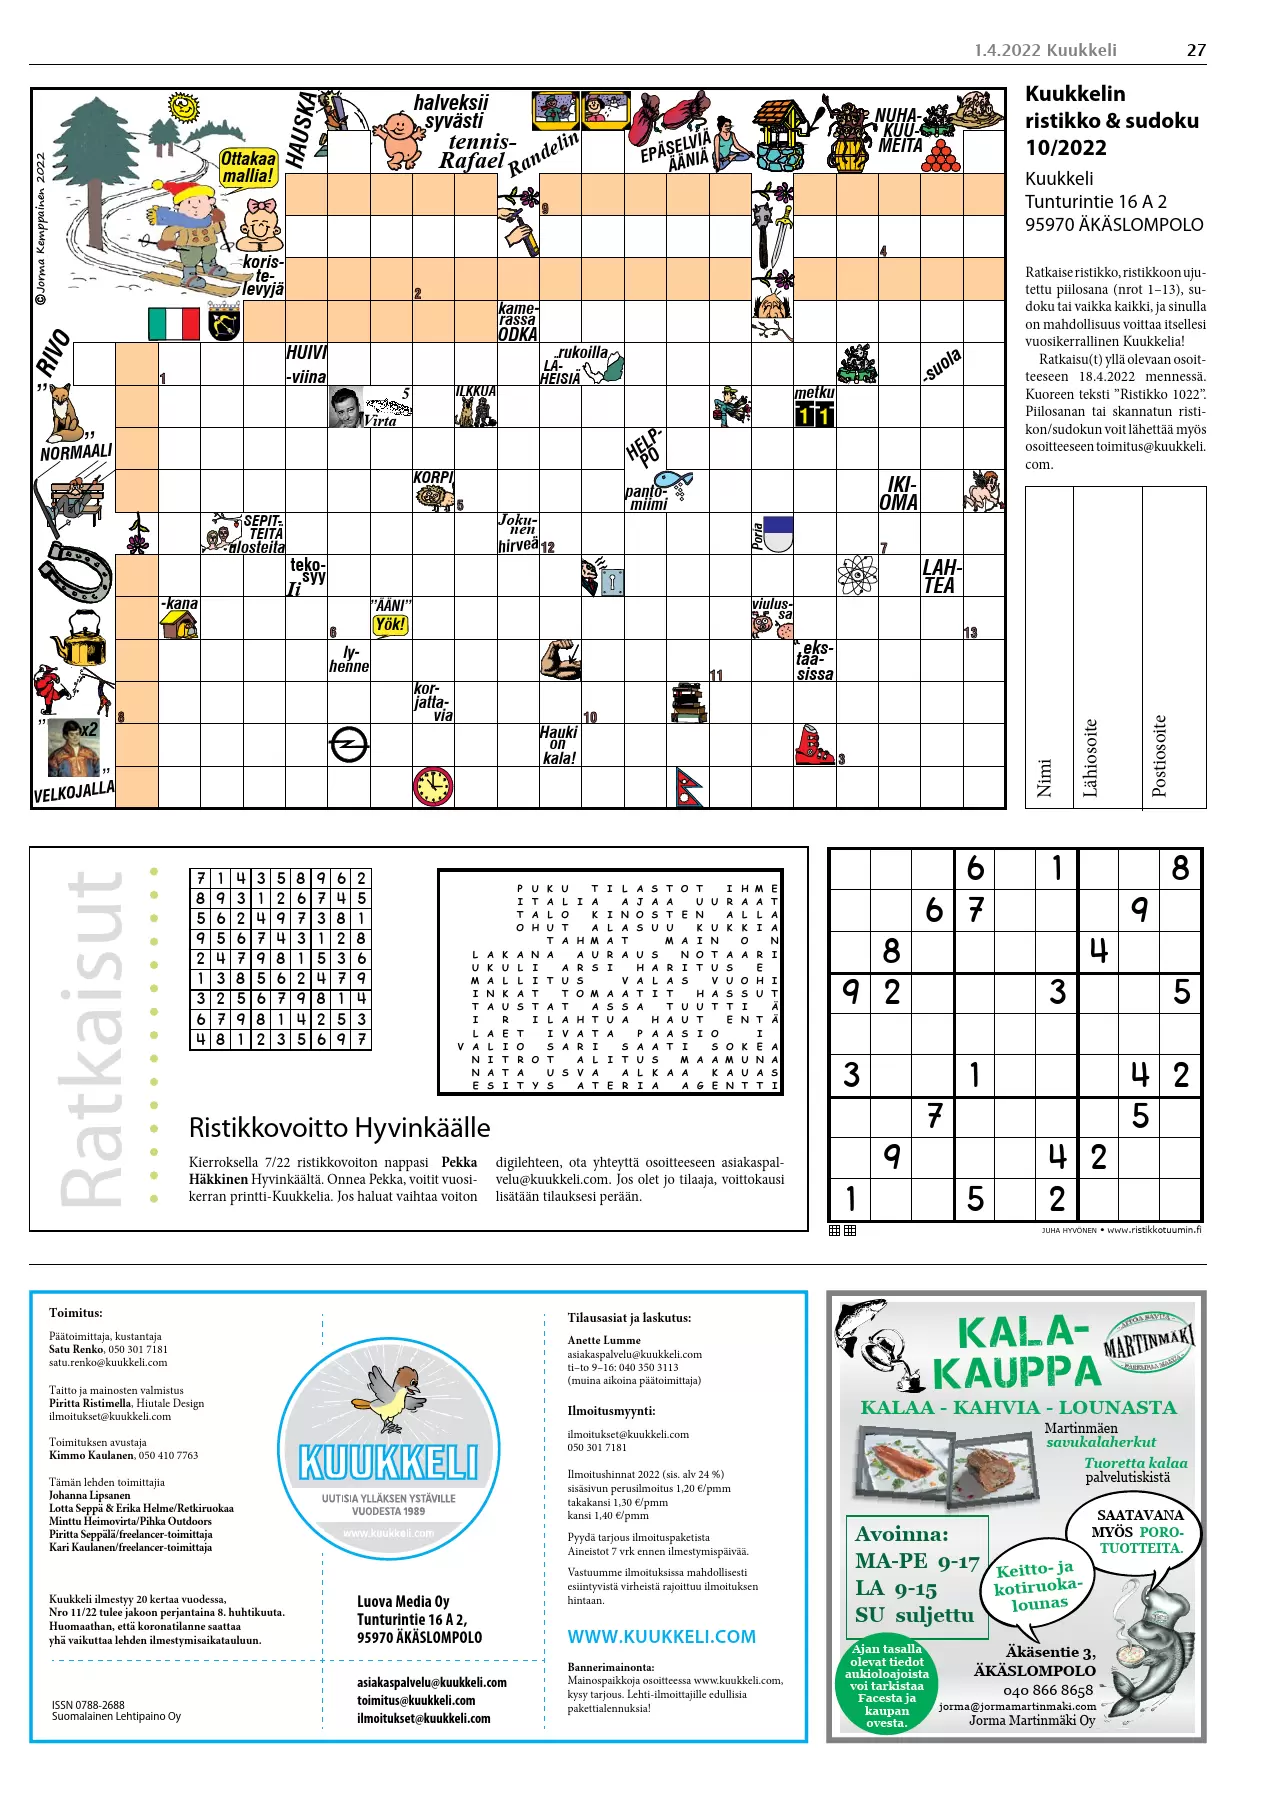 1.4.2022 Kuukkeli 27
© Jorma Kemppainen 2022
Ottakaa
mallia!
koris-
te-
levyjä
HAUSKA
halveksii
syvästi
tennis-
Rafael
Randelin
EPÄSELVIÄ
ÄÄNIÄ
NUHA-
KUU-
MEITA
9
4
2
kame-
rassa
ODKA
"RIVO
1
HUIVI
-viina
..rukoilla
LÄ-
HEISIÄ
-suola
"
NORMAALI
5
Virta
ILKKUA
metku
11
HELP-
PO
KORPI
5
panto-
miimi
IKI-
OMA
SEPIT-
TEITÄ
ulosteita
Joku-
nen
hirveä
12
Poria
7
teko-
syy
Ii
LAH-
TEA
-kana
6
"ÄÄNI"
Yök!
viulus-
sa
13
ly-
henne
11
eks-
taa-
sissa
8
kor-
jatta-
via
10
"
x2
"
VELKOJALLA
Hauki
on
kala!
3
Kuukkelin
ristikko & sudoku
10/2022
Kuukkeli
Tunturintie 16 A 2
95970 ÄKÄSLOMPOLO
Ratkaise ristikko, ristikkoon uju-
tettu piilosana (nrot 1–13), su-
doku tai vaikka kaikki, ja sinulla
on mahdollisuus voittaa itsellesi
vuosikerrallinen Kuukkelia!
Ratkaisu(t) yllä olevaan osoit-
teeseen 18.4.2022 mennessä.
Kuoreen teksti ”Ristikko 1022”.
Piilosanan tai skannatun risti-
kon/sudokun voit lähettää myös
osoitteeseen toimitus@kuukkeli.
com.
Nimi
Lähiosoite
Postiosoite
Ratkaisut
7 1 4 3 5 8 9 6 2
8 9 3 1 2 6 7 4 5
5 6 2 4 9 7 3 8 1
9 5 6 7 4 3 1 2 8
2 4 7 9 8 1 5 3 6
1 3 8 5 6 2 4 7 9
3 2 5 6 7 9 8 1 4
6 7 9 8 1 4 2 5 3
4 8 1 2 3 5 6 9 7
PUKU TILASTOT IHME
ITALIA AJAA UURAAT
TALO KINOSTEN ALLA
OHUT ALASUU KUKKIA
TAHMAT MAIN O N
LAKANA AURAUS NOTAARI
UKULI ARSI HARITUS E
MALLITUS VALAS VUOHI
INKAT TOMAATIT HASSUT
TAUSTAT ASSA TUUTTI Ä
I R ILAHTUA HAUT ENTÄ
LAET IVATA PAASIO I
VALIO SARI SAATI SOKEA
NITROT ALITUS MAAMUNA
NATA USVA ALKAA KAUAS
ESITYS ATERIA AGENTTI
Ristikkovoitto Hyvinkäälle
Kierroksella 7/22 ristikkovoiton nappasi Pekka
Häkkinen Hyvinkäältä. Onnea Pekka, voitit vuosi-
kerran printti-Kuukkelia. Jos haluat vaihtaa voiton
digilehteen, ota yhteyttä osoitteeseen asiakaspal-
velu@kuukkeli.com. Jos olet jo tilaaja, voittokausi
lisätään tilauksesi perään.
6 1 8
6 7 9
8 4
9 2 3 5
3 1 4 2
7 5
9 4 2
1 5 2
JUHA HYVÖNEN • www.ristikkotuumin.fi
Toimitus:
Päätoimittaja, kustantaja
Satu Renko, 050 301 7181
satu.renko@kuukkeli.com
Taitto ja mainosten valmistus
Piritta Ristimella, Hiutale Design
ilmoitukset@kuukkeli.com
Toimituksen avustaja
Kimmo Kaulanen, 050 410 7763
Tämän lehden toimittajia
Johanna Lipsanen
Lotta Seppä & Erika Helme/Retkiruokaa
Minttu Heimovirta/Pihka Outdoors
Piritta Seppälä/freelancer-toimittaja
Kari Kaulanen/freelancer-toimittaja
Kuukkeli ilmestyy 20 kertaa vuodessa,
Nro 11/22 tulee jakoon perjantaina 8. huhtikuuta.
Huomaathan, että koronatilanne saattaa
yhä vaikuttaa lehden ilmestymisaikatauluun.
ISSN 0788-2688
Suomalainen Lehtipaino Oy
KUUKKELI
UUTISIA YLLÄKSEN YSTÄVILLE
VUODESTA 1989
www.kuukkeli.com
Luova Media Oy
Tunturintie 16 A 2,
95970 ÄKÄSLOMPOLO
asiakaspalvelu@kuukkeli.com
toimitus@kuukkeli.com
ilmoitukset@kuukkeli.com
Tilausasiat ja laskutus:
Anette Lumme
asiakaspalvelu@kuukkeli.com
ti–to 9–16: 040 350 3113
(muina aikoina päätoimittaja)
Ilmoitusmyynti:
ilmoitukset@kuukkeli.com
050 301 7181
Ilmoitushinnat 2022 (sis. alv 24 %)
sisäsivun perusilmoitus 1,20 €/pmm
takakansi 1,30 €/pmm
kansi 1,40 €/pmm
Pyydä tarjous ilmoituspaketista
Aineistot 7 vrk ennen ilmestymispäivää.
Vastuumme ilmoituksissa mahdollisesti
esiintyvistä virheistä rajoittuu ilmoituksen
hintaan.
WWW.KUUKKELI.COM
Bannerimainonta:
Mainospaikkoja osoitteessa www.kuukkeli.com,
kysy tarjous. Lehti-ilmoittajille edullisia
pakettialennuksia!
KALA-
KAUPPA
MARTINMÄKI
KALAA - KAHVIA - LOUNASTA
Martinmäen
savukalaherkut
Tuoretta kalaa
palvelutiskistä
SAATAVANA
MYÖS PORO-
TUOTTEITA.
Avoinna:
MA-PE 9-17
LA 9-15
SU suljettu
Keitto- ja
kotiruoka-
lounas
Ajan tasalla
olevat tiedot
aukioloajoista
voi tarkistaa
Facesta ja
kaupan
ovesta.
Äkäsentie 3,
ÄKÄSLOMPOLO
040 866 8658
jorma@jormamartinmaki.com
Jorma Martinmäki Oy